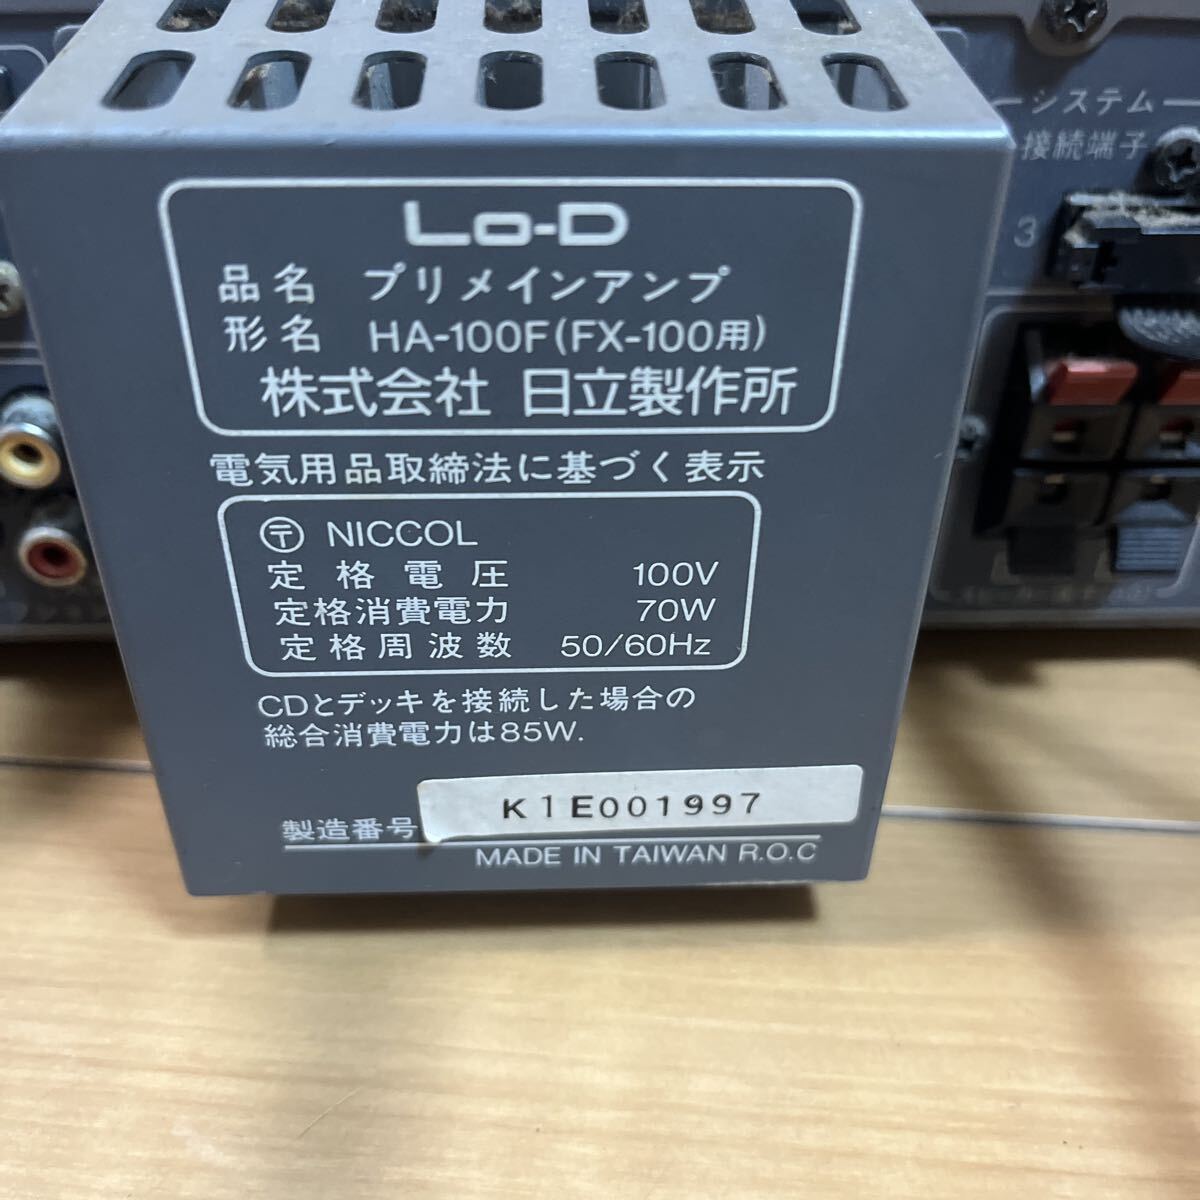 Lo-D
品名 プリメインアンプ
形名 HA-100F(FX-100用)
株式会社 日立製作所
電気用品取締法に基づく表示
〶 NICCOL
定格電圧 100V
定格消費電力 70W
定格周波数 50/60Hz
CDとデッキを接続した場合の
総合消費電力は85W.
製造番号 K1E001997
MADE IN TAIWAN R.O.C
システム
接続端子
3